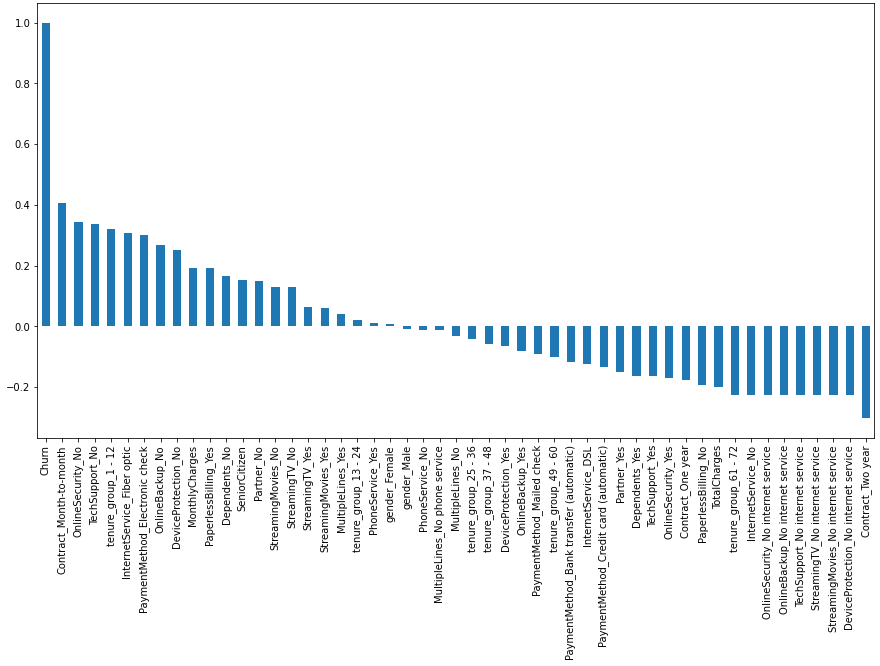 1.0
0.8
0.6
0.4
0.2
0.0
−0.2
Churn
Contract_Month-to-month
OnlineSecurity_No
TechSupport_No
tenure_group_1 - 12
InternetService_Fiber optic
PaymentMethod_Electronic check
OnlineBackup_No
DeviceProtection_No
MonthlyCharges
PaperlessBilling_Yes
Dependents_No
SeniorCitizen
Partner_No
StreamingMovies_No
StreamingTV_No
StreamingTV_Yes
StreamingMovies_Yes
MultipleLines_Yes
tenure_group_13 - 24
PhoneService_Yes
gender_Female
gender_Male
PhoneService_No
MultipleLines_No phone service
MultipleLines_No
tenure_group_25 - 36
tenure_group_37 - 48
DeviceProtection_Yes
OnlineBackup_Yes
PaymentMethod_Mailed check
tenure_group_49 - 60
PaymentMethod_Bank transfer (automatic)
InternetService_DSL
PaymentMethod_Credit card (automatic)
Partner_Yes
Dependents_Yes
TechSupport_Yes
OnlineSecurity_Yes
Contract_One year
PaperlessBilling_No
TotalCharges
tenure_group_61 - 72
InternetService_No
OnlineSecurity_No internet service
OnlineBackup_No internet service
TechSupport_No internet service
StreamingTV_No internet service
StreamingMovies_No internet service
DeviceProtection_No internet service
Contract_Two year